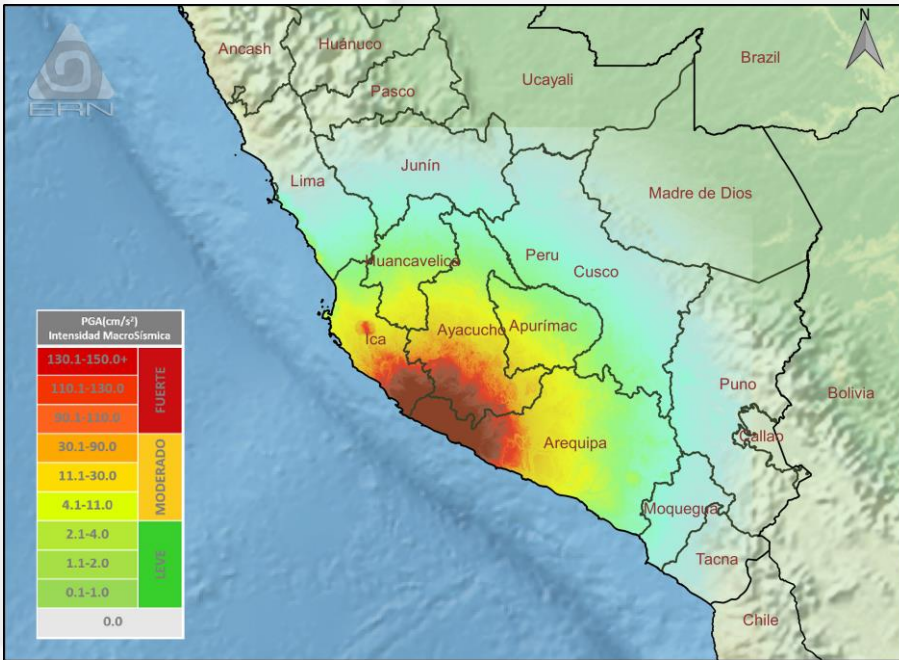 N
Ancash
Huánuco
Brazil
Ucayali
Pasco
ERN
Junín
Lima
Madre de Dios
Huancavelica
Peru
Cusco
Ayacucho
Apurímac
Ica
Puno
Bolivia
Callao
Arequipa
Moquegua
Tacna
Chile
PGA(cm/s²)
Intensidad MacroSísmica
130.1-150.0+
110.1-130.0
90.1-110.0
FUERTE
30.1-90.0
11.1-30.0
4.1-11.0
MODERADO
2.1-4.0
1.1-2.0
0.1-1.0
LEVE
0.0